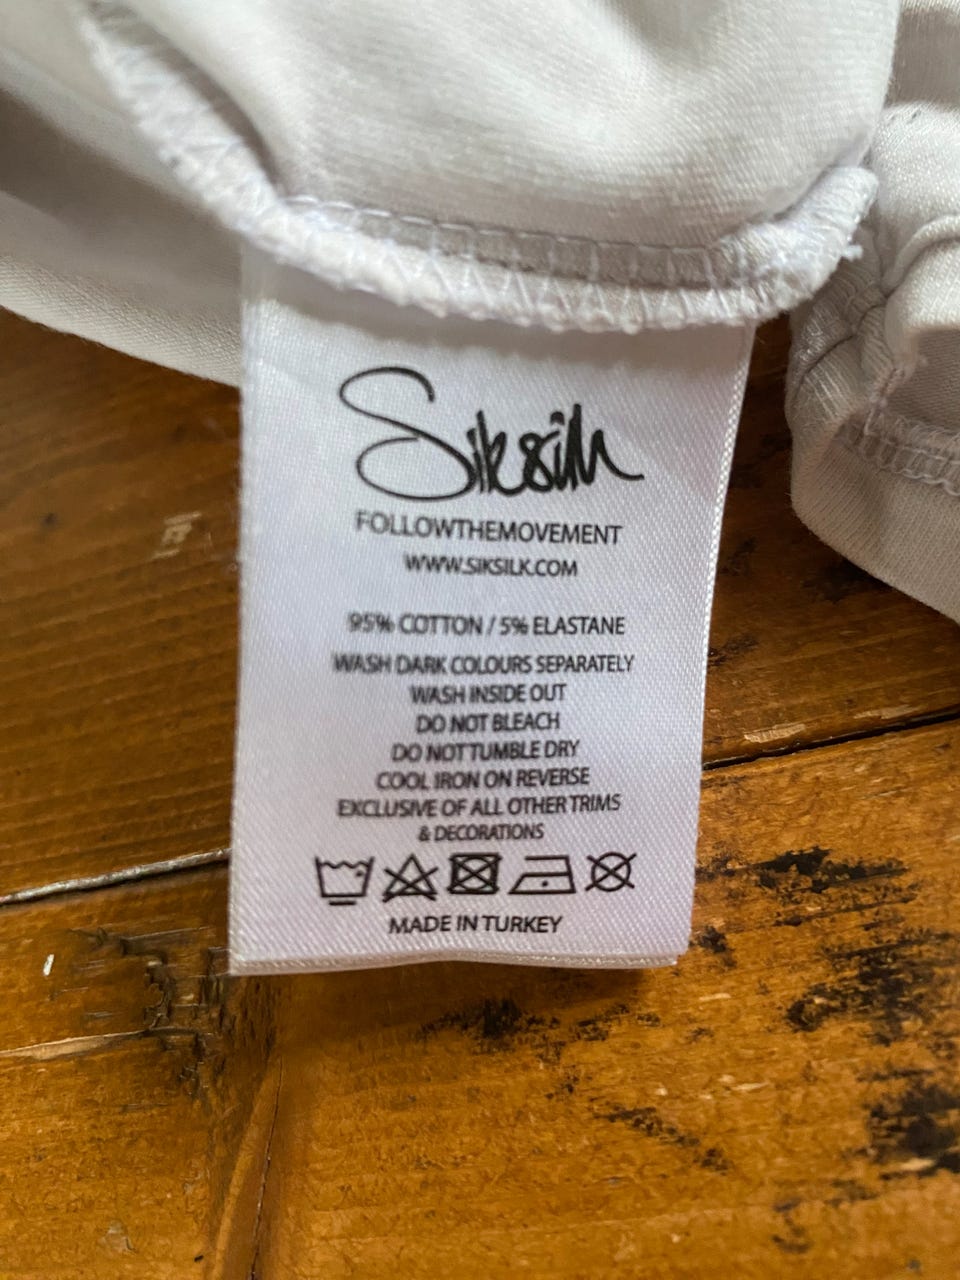 SikSilk
FOLLOWTHEMOVEMENT
WWW.SIKSILK.COM
95% COTTON / 5% ELASTANE
WASH DARK COLOURS SEPARATELY
WASH INSIDE OUT
DO NOT BLEACH
DO NOT TUMBLE DRY
COOL IRON ON REVERSE
EXCLUSIVE OF ALL OTHER TRIMS
& DECORATIONS
MADE IN TURKEY